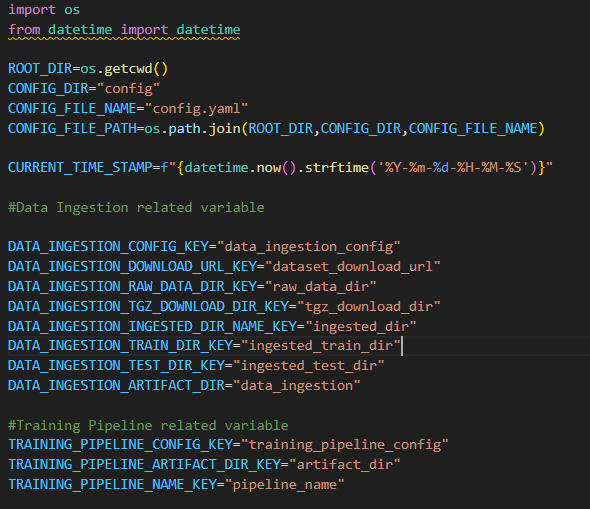 import os
from datetime import datetime
ROOT_DIR=os.getcwd()
CONFIG_DIR="config"
CONFIG_FILE_NAME="config.yaml"
CONFIG_FILE_PATH=os.path.join(ROOT_DIR,CONFIG_DIR,CONFIG_FILE_NAME)
CURRENT_TIME_STAMP=f"{datetime.now().strftime('%Y-%m-%d-%H-%M-%S')}"
#Data Ingestion related variable
DATA_INGESTION_CONFIG_KEY="data_ingestion_config"
DATA_INGESTION_DOWNLOAD_URL_KEY="dataset_download_url"
DATA_INGESTION_RAW_DATA_DIR_KEY="raw_data_dir"
DATA_INGESTION_TGZ_DOWNLOAD_DIR_KEY="tgz_download_dir"
DATA_INGESTION_INGESTED_DIR_NAME_KEY="ingested_dir"
DATA_INGESTION_TRAIN_DIR_KEY="ingested_train_dir"
DATA_INGESTION_TEST_DIR_KEY="ingested_test_dir"
DATA_INGESTION_ARTIFACT_DIR="data_ingestion"
#Training Pipeline related variable
TRAINING_PIPELINE_CONFIG_KEY="training_pipeline_config"
TRAINING_PIPELINE_ARTIFACT_DIR_KEY="artifact_dir"
TRAINING_PIPELINE_NAME_KEY="pipeline_name"